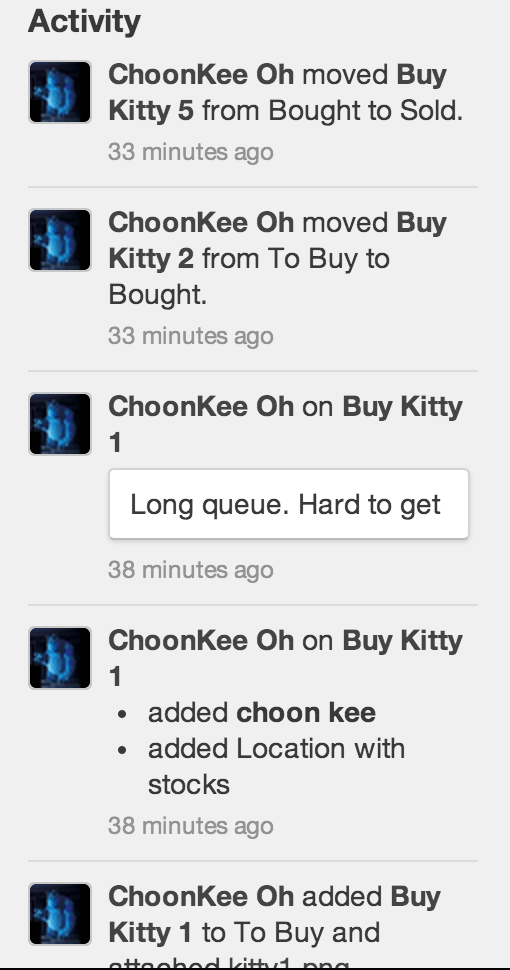 Activity
ChoonKee Oh moved Buy
Kitty 5 from Bought to Sold.
33 minutes ago
ChoonKee Oh moved Buy
Kitty 2 from To Buy to
Bought.
33 minutes ago
ChoonKee Oh on Buy Kitty
1
Long queue. Hard to get
38 minutes ago
ChoonKee Oh on Buy Kitty
1
• added choon kee
• added Location with
stocks
38 minutes ago
ChoonKee Oh added Buy
Kitty 1 to To Buy and
attached kitty1.png